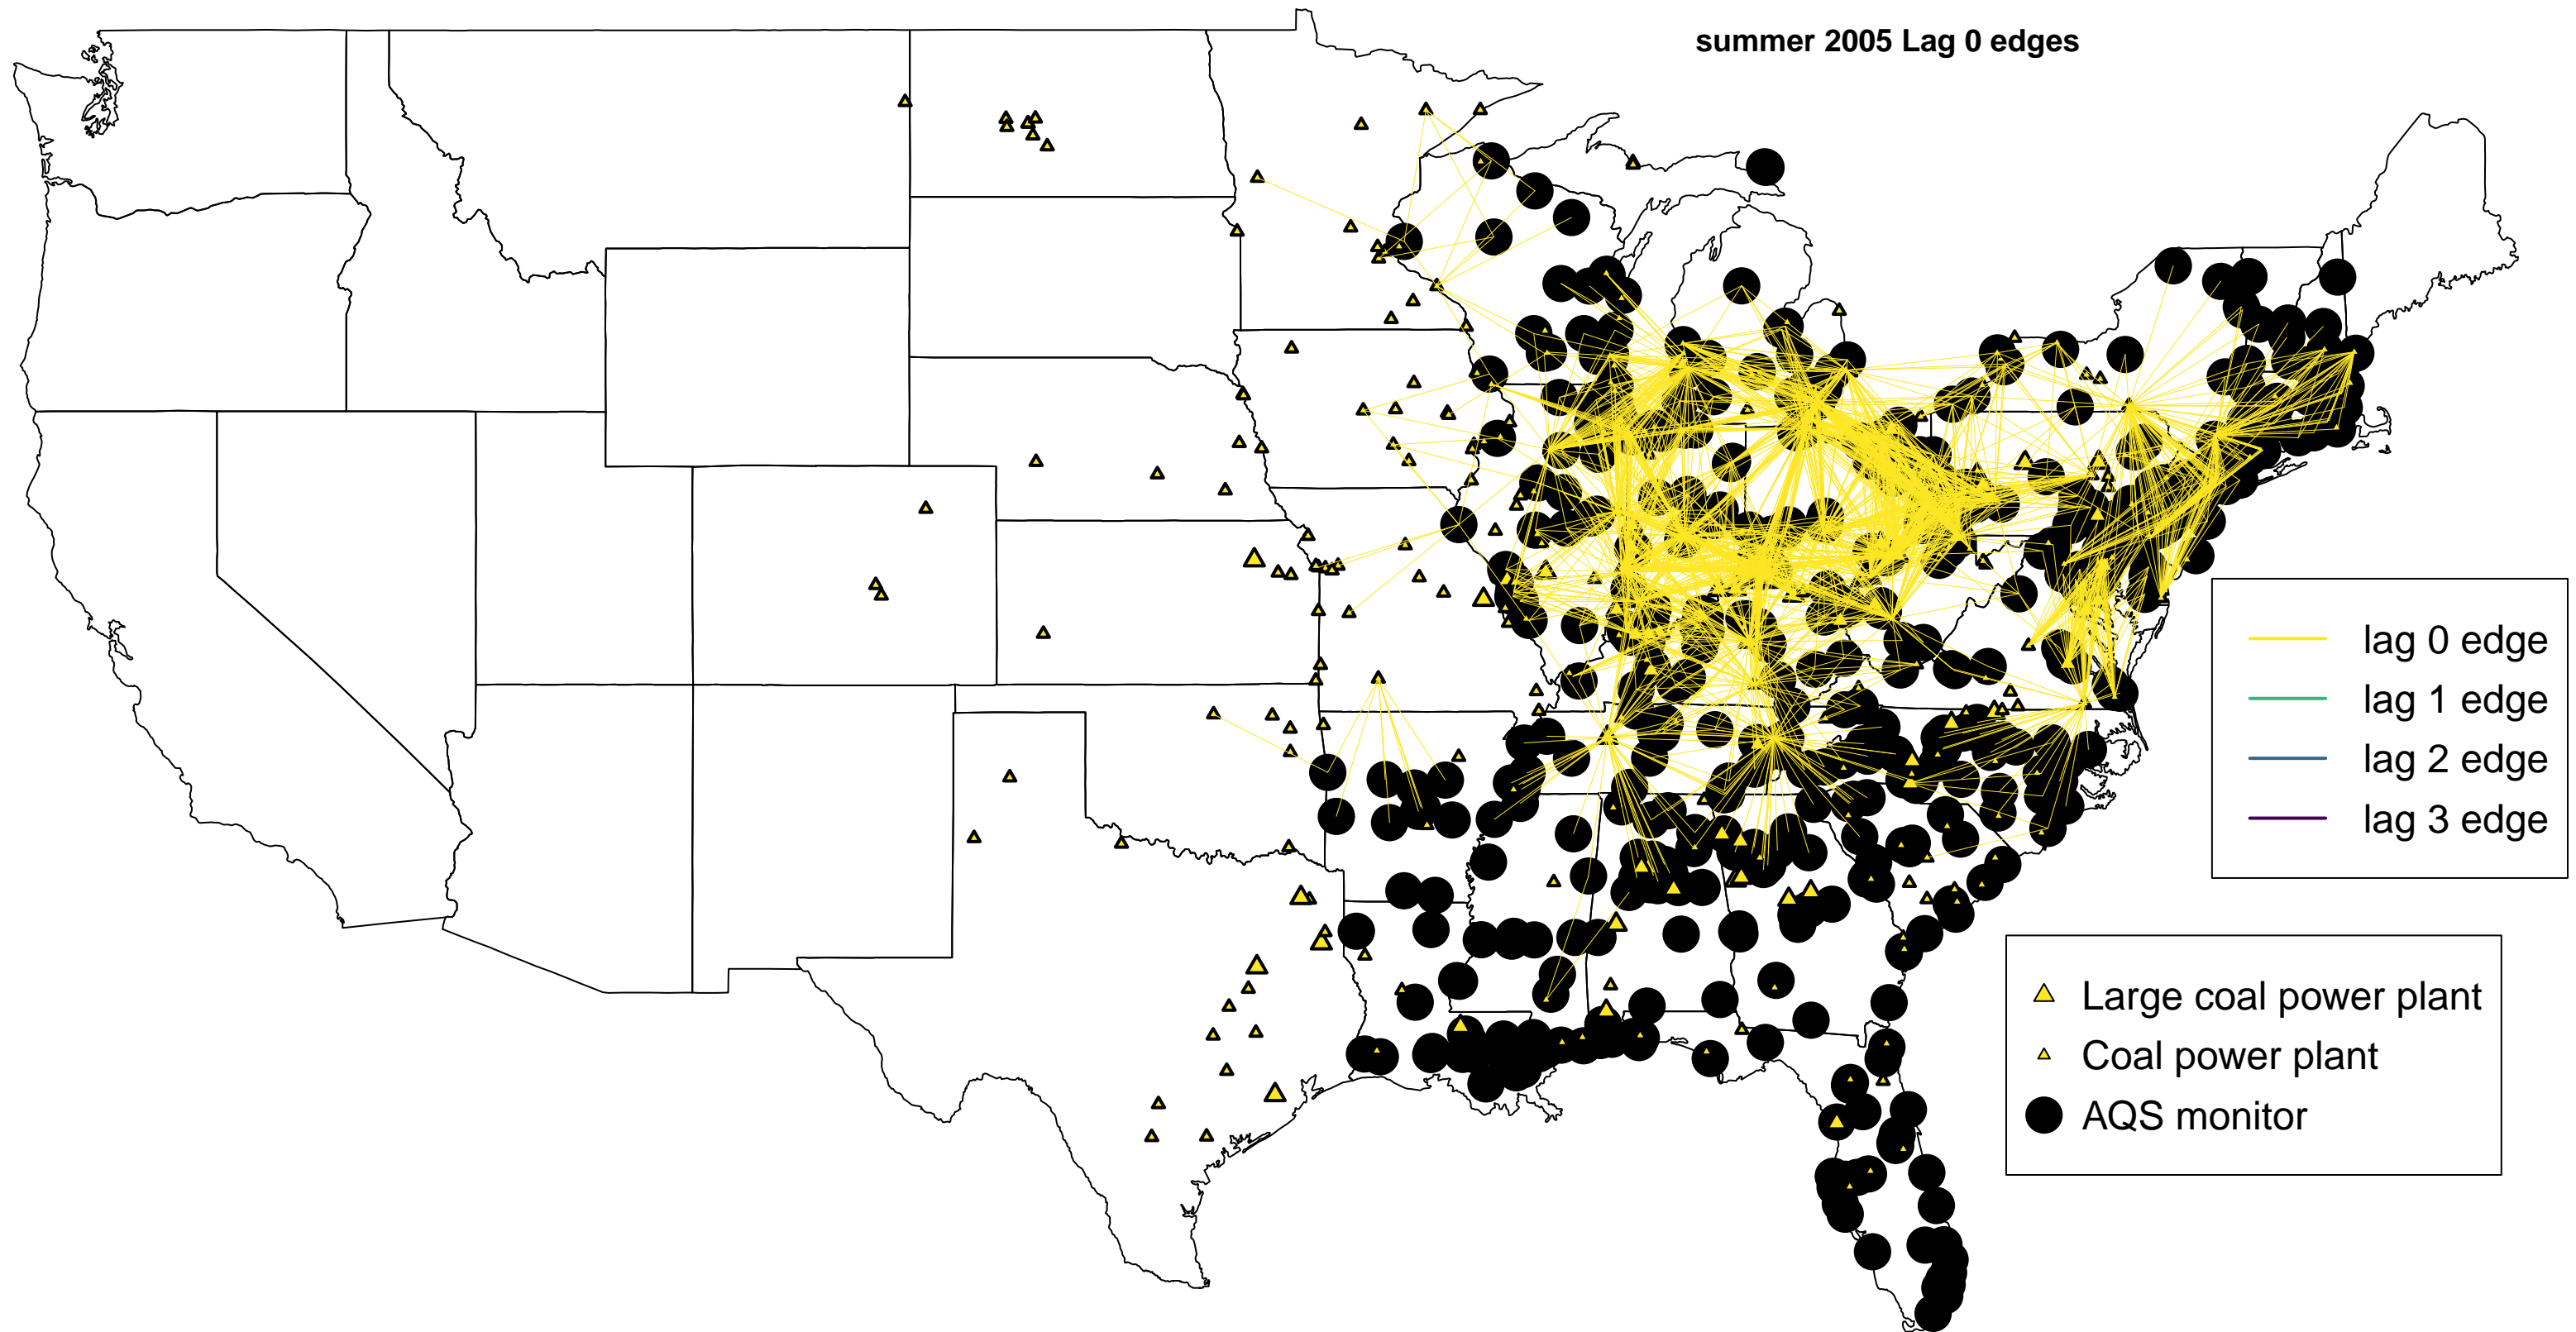 summer 2005 Lag 0 edges
lag 0 edge
lag 1 edge
lag 2 edge
lag 3 edge
Large coal power plant
Coal power plant
AQS monitor